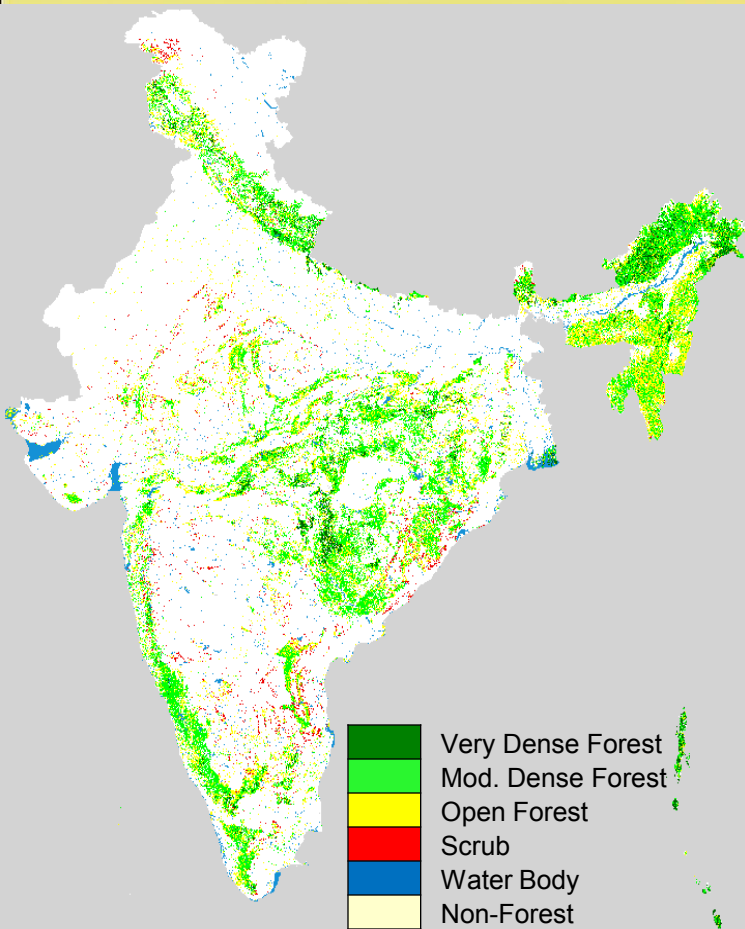 Very Dense Forest
Mod. Dense Forest
Open Forest
Scrub
Water Body
Non-Forest